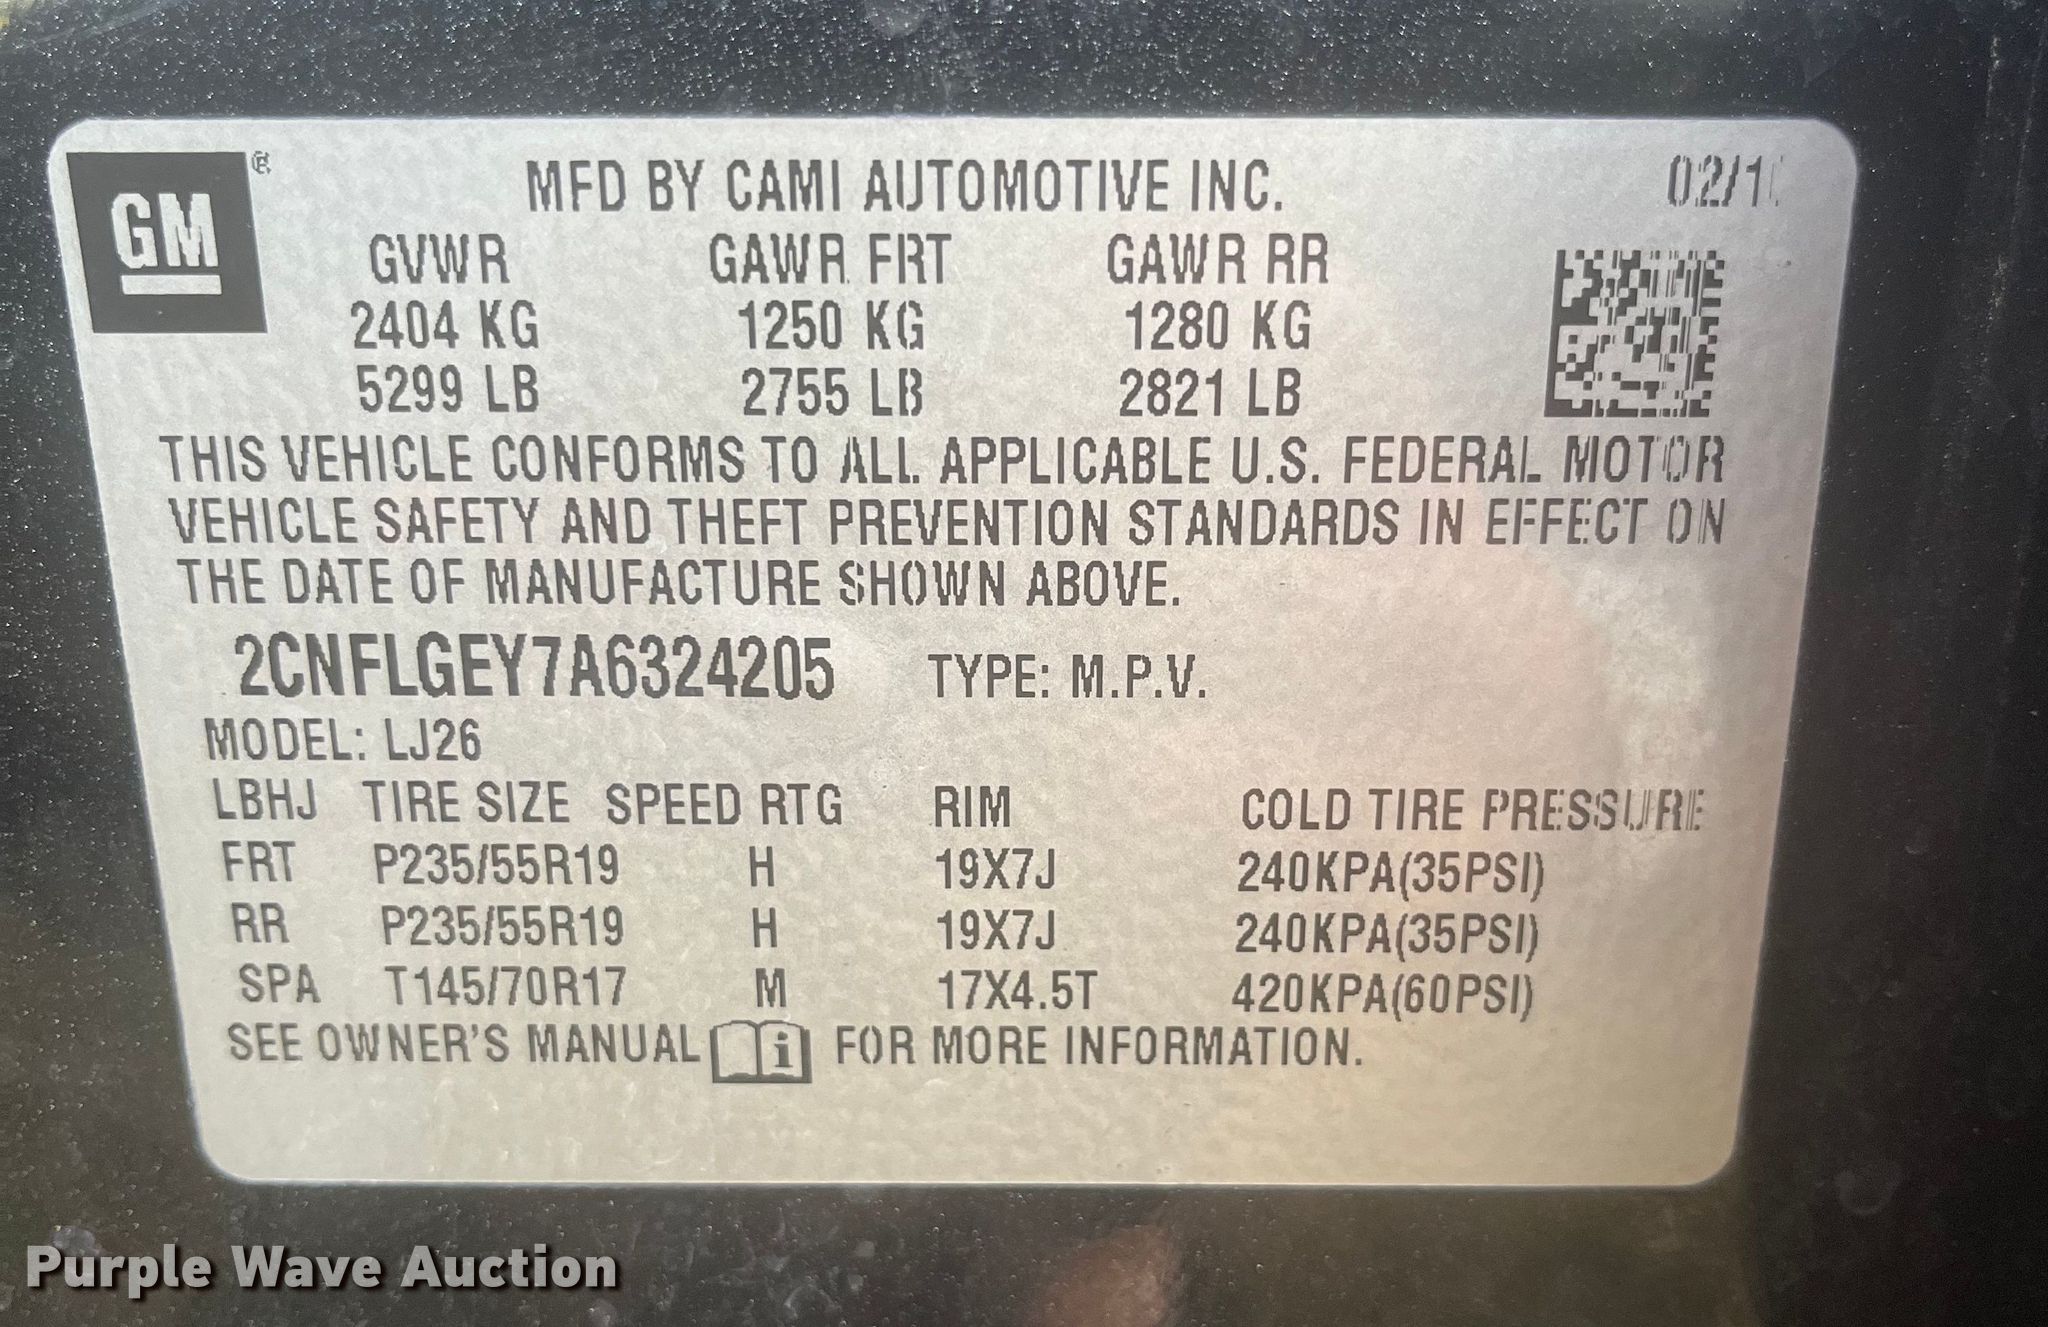 GM ® MFD BY CAMI AUTOMOTIVE INC.
GVWR GAWR FRT GAWR RR
2404 KG 1250 KG 1280 KG
5299 LB 2755 LB 2821 LB
THIS VEHICLE CONFORMS TO ALL APPLICABLE U.S. FEDERAL MOTOR
VEHICLE SAFETY AND THEFT PREVENTION STANDARDS IN EFFECT ON
THE DATE OF MANUFACTURE SHOWN ABOVE.
2CNFLGEY7A6324205 TYPE: M.P.V.
MODEL: LJ26
LBHJ TIRE SIZE SPEED RTG RIM COLD TIRE PRESSURE
FRT P235/55R19 H 19X7J 240KPA(35PSI)
RR P235/55R19 H 19X7J 240KPA(35PSI)
SPA T145/70R17 M 17X4.5T 420KPA(60PSI)
SEE OWNER'S MANUAL i FOR MORE INFORMATION.
Purple Wave Auction